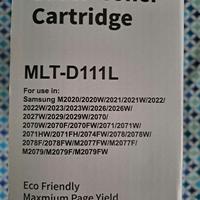 Cartridge
MLT-D111L
For use in:
Samsung M2020/2020W/2021/2021W/2022/
2022W/2023/2023W/2026/2026W/
2027W/2029/2029W/2070/
2070W/2070F/2070FW/2071/2071W/
2071HW/2071FH/2074FW/2078/2078W/
2078F/2078FW/M2077FW/M2077F/
M2079/M2079F/M2079FW
Eco Friendly
Maxmium Page Yield